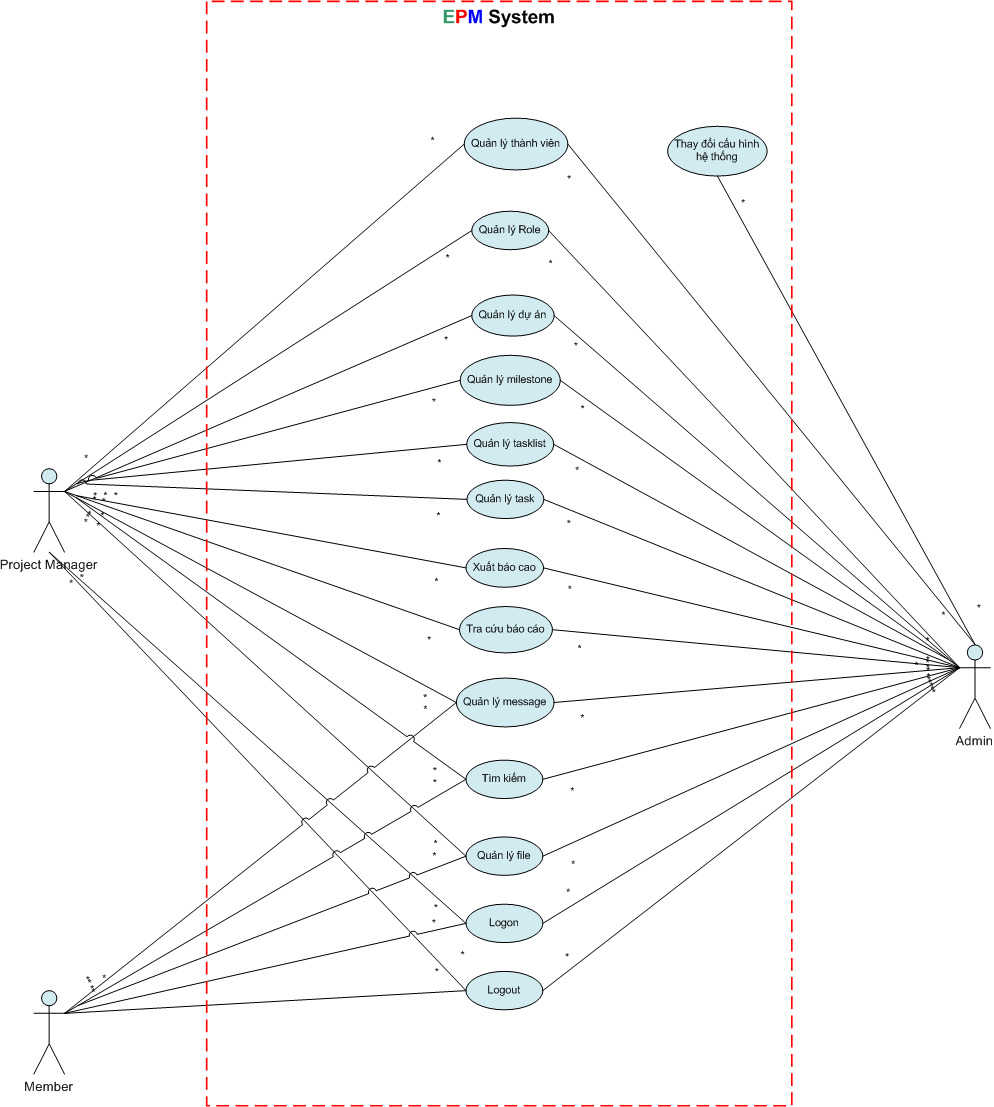 EPM System
Quản lý thành viên
Thay đổi cấu hình
hệ thống
Quản lý Role
Quản lý dự án
Quản lý milestone
Quản lý tasklist
Quản lý task
Project Manager
Xuất báo cao
Tra cứu báo cáo
Quản lý message
Admin
Tìm kiếm
Quản lý file
Logon
Logout
Member